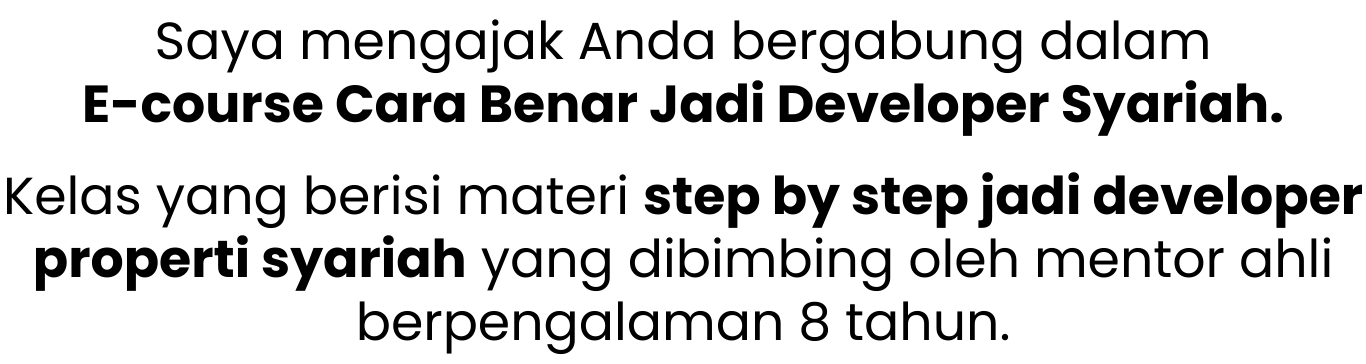 Saya mengajak Anda bergabung dalam
E-course Cara Benar Jadi Developer Syariah.
Kelas yang berisi materi step by step jadi developer
properti syariah yang dibimbing oleh mentor ahli
berpengalaman 8 tahun.